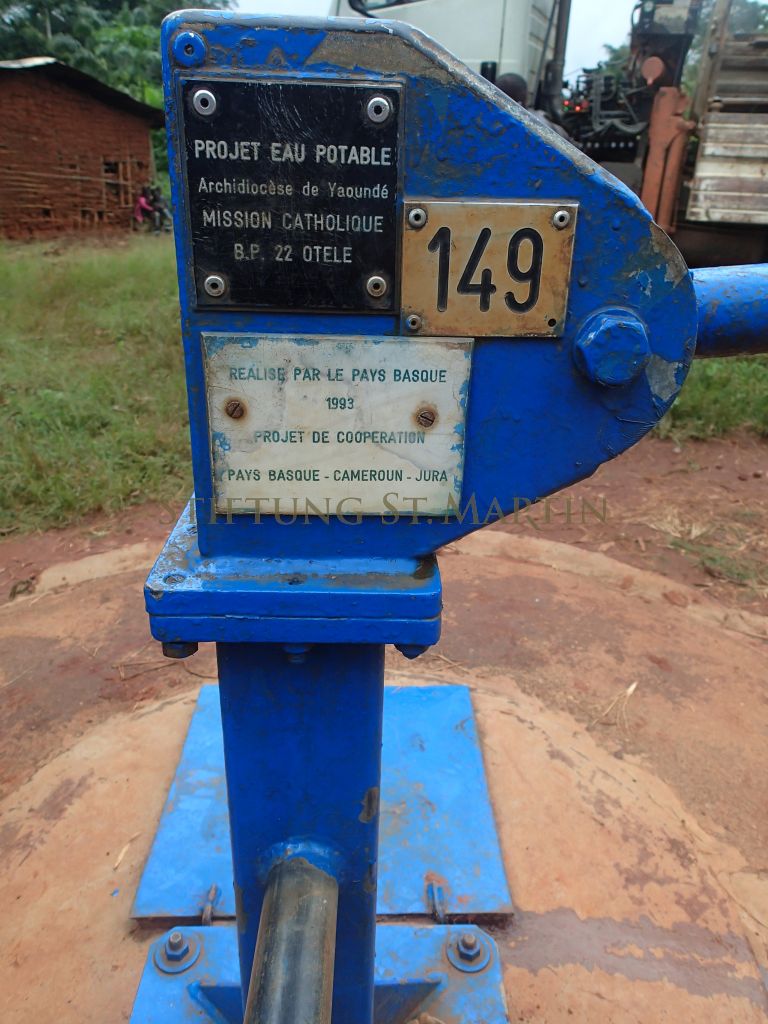 PROJET EAU POTABLE
Archidiocèse de Yaoundé
MISSION CATHOLIQUE
B.P. 22 OTELE
149
REALISE PAR LE PAYS BASQUE
1993
PROJET DE COOPERATION
PAYS BASQUE - CAMEROUN - JURA
STIFTUNG ST. MARTIN